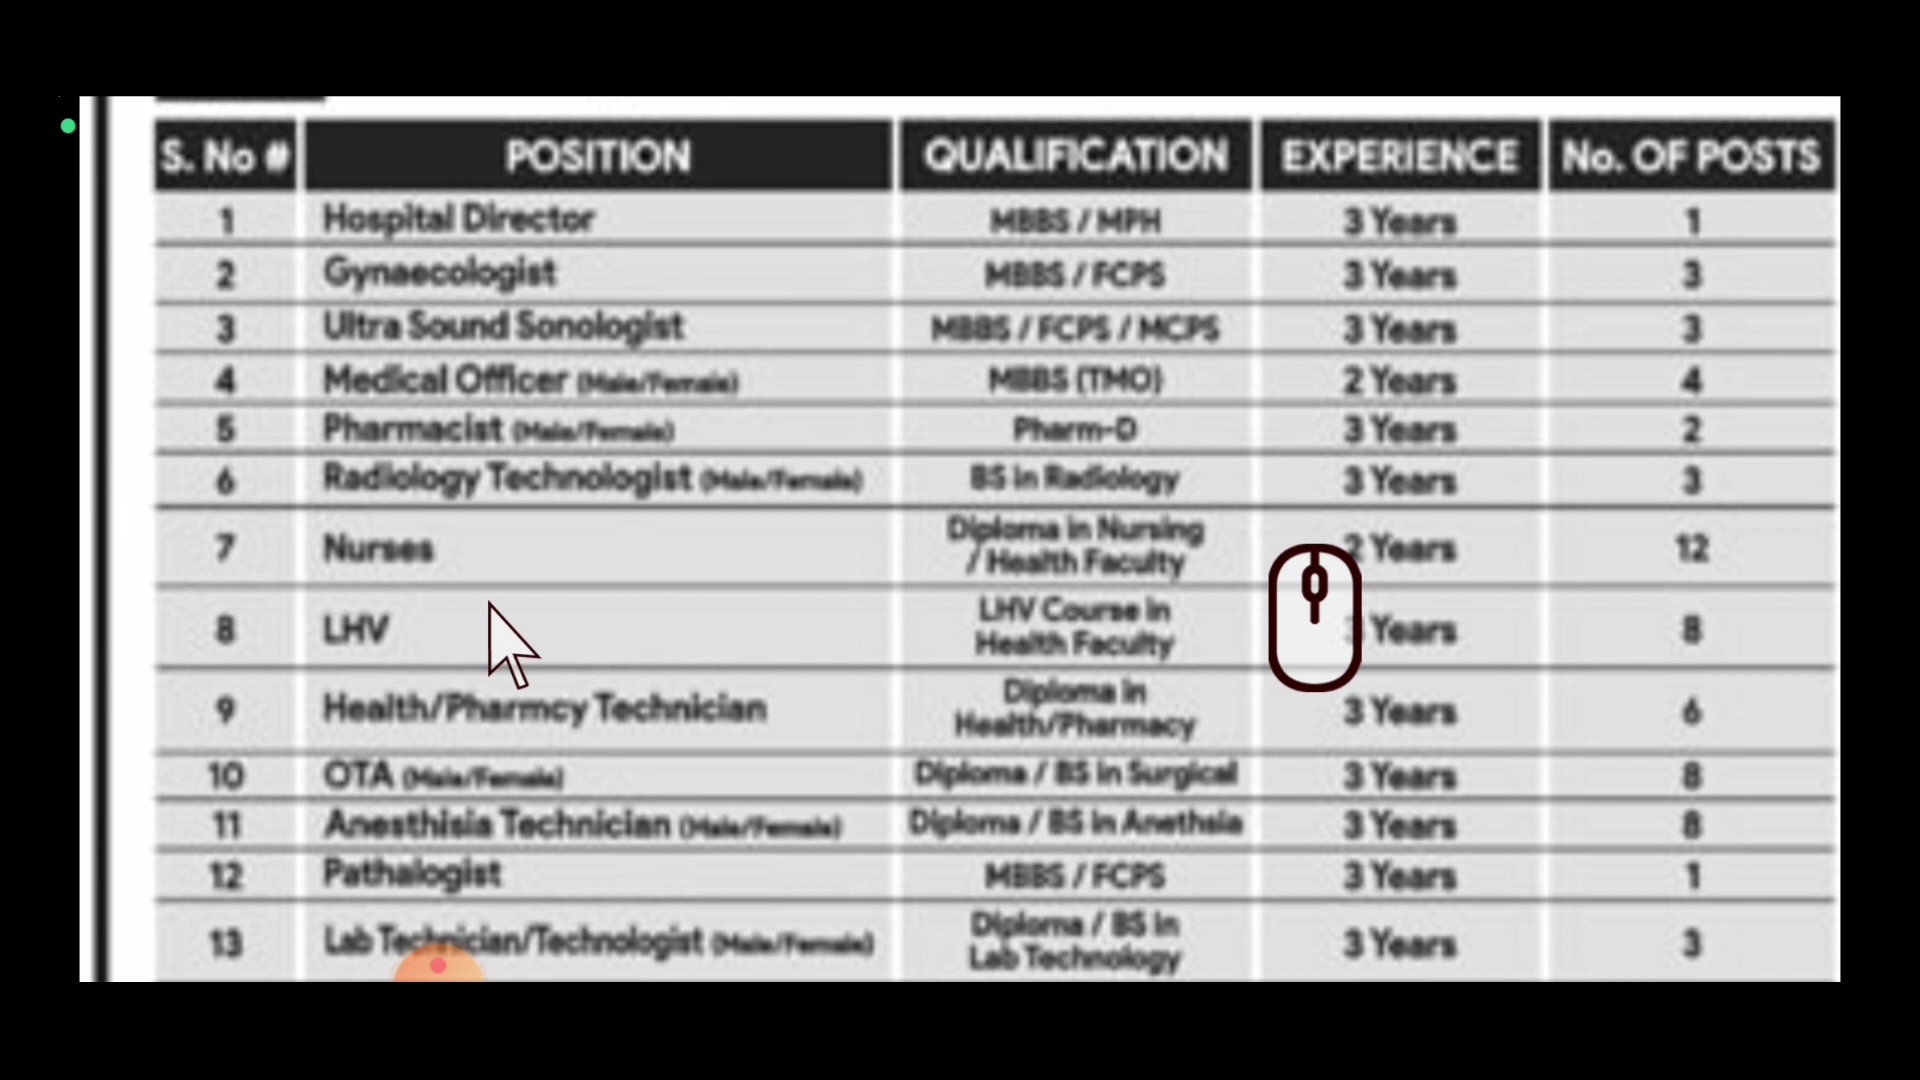 S. No # POSITION QUALIFICATION EXPERIENCE No. OF POSTS
1 Hospital Director MBBS / MPH 3 Years 1
2 Gynaecologist MBBS / FCPS 3 Years 3
3 Ultra Sound Sonologist MBBS / FCPS / MCPS 3 Years 3
4 Medical Officer (Male/Female) MBBS (TMO) 2 Years 4
5 Pharmacist (Male/Female) Pharm-D 3 Years 2
6 Radiology Technologist (Male/Female) BS in Radiology 3 Years 3
7 Nurses Diploma in Nursing
/ Health Faculty 2 Years 12
8 LHV LHV Course in
Health Faculty Years 8
9 Health/Pharmcy Technician Diploma in
Health/Pharmacy 3 Years 6
10 OTA (Male/Female) Diploma / BS in Surgical 3 Years 8
11 Anesthisia Technician (Male/Female) Diploma / BS in Anethsia 3 Years 8
12 Pathalogist MBBS / FCPS 3 Years 1
13 Lab Technician/Technologist (Male/Female) Diploma / BS in
Lab Technology 3 Years 3